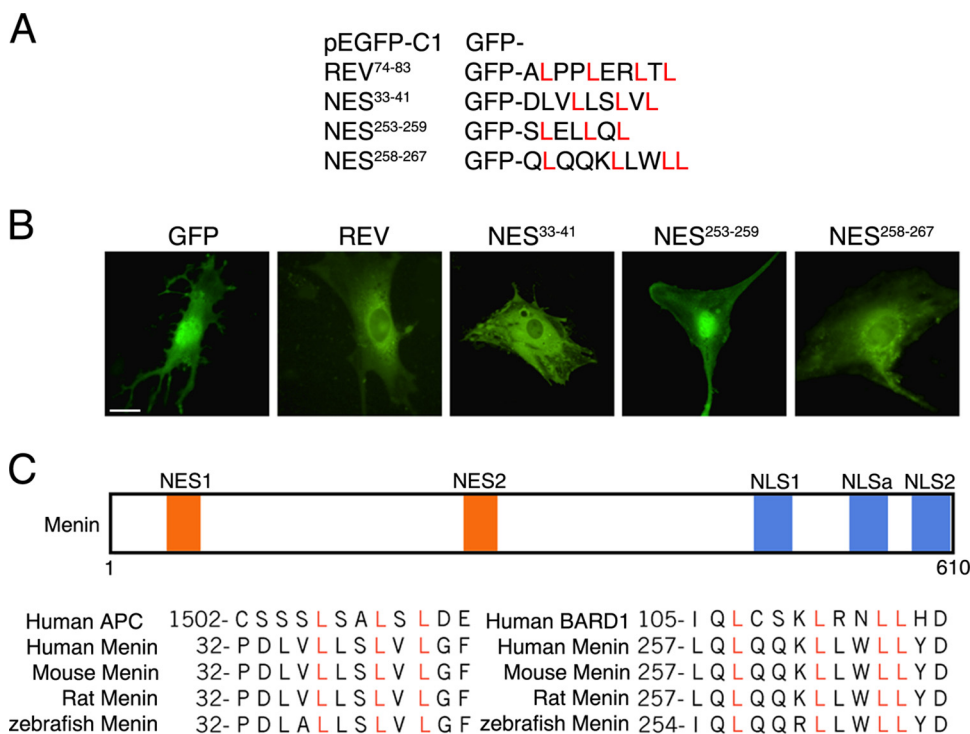 A
pEGFP-C1 GFP-
REV74-83 GFP-ALPPLERLTL
NES33-41 GFP-DLVLLSLVL
NES253-259 GFP-SLELLQL
NES258-267 GFP-QLQQKLLWLL
B
GFP REV NES33-41 NES253-259 NES258-267
C
NES1 NES2 NLS1 NLSa NLS2
Menin
1 610
Human APC 1502- C S S S L S A L S L D E Human BARD1 105- I Q L C S K L R N L L H D
Human Menin 32- P D L V L L S L V L G F Human Menin 257- L Q L Q Q K L L W L L Y D
Mouse Menin 32- P D L V L L S L V L G F Mouse Menin 257- L Q L Q Q K L L W L L Y D
Rat Menin 32- P D L V L L S L V L G F Rat Menin 257- L Q L Q Q K L L W L L Y D
zebrafish Menin 32- P D L A L L S L V L G F zebrafish Menin 254- L Q L Q Q R L L W L L Y D